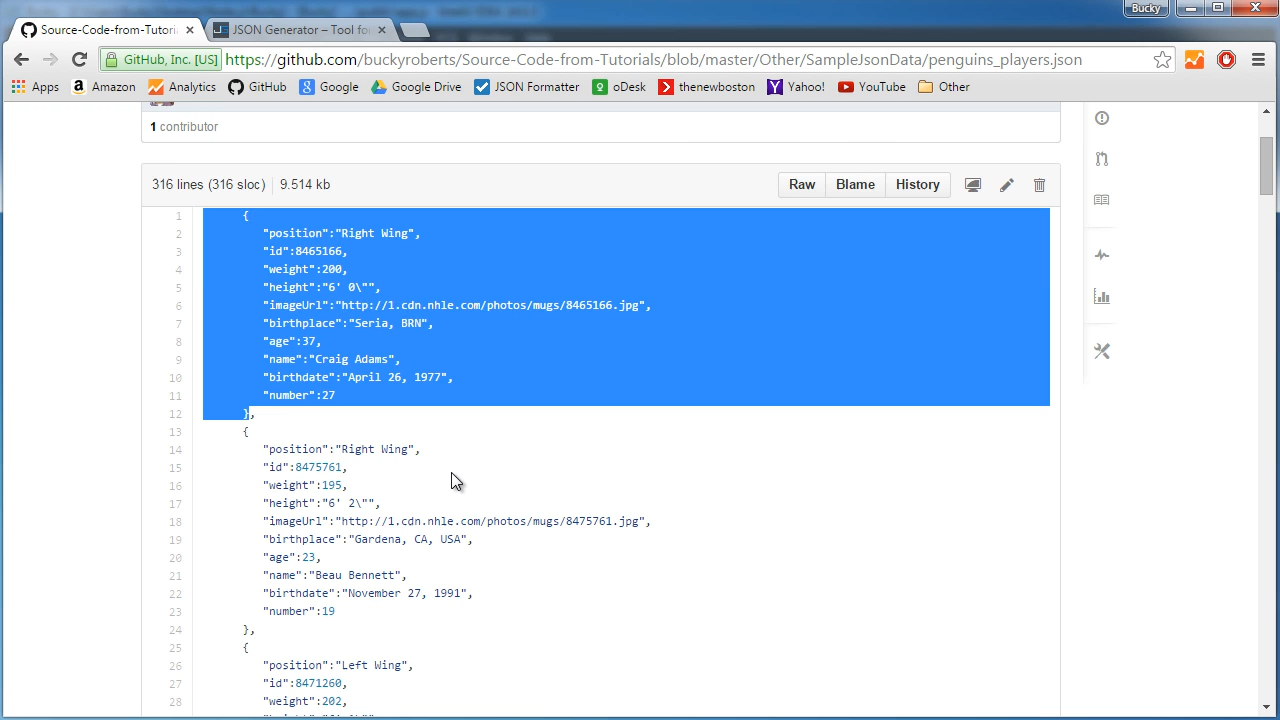 Bucky
Source-Code-from-Tutoria
JSON Generator – Tool for
GitHub, Inc. [US] https://github.com/buckyroberts/Source-Code-from-Tutorials/blob/master/Other/SampleJsonData/penguins_players.json
Apps Amazon Analytics GitHub Google Google Drive JSON Formatter oDesk thenewboston Yahoo! YouTube Other
1 contributor
316 lines (316 sloc) 9.514 kb Raw Blame History
1 {
2 "position":"Right Wing",
3 "id":8465166,
4 "weight":200,
5 "height":"6' 0\"",
6 "imageUrl":"http://1.cdn.nhle.com/photos/mugs/8465166.jpg",
7 "birthplace":"Seria, BRN",
8 "age":37,
9 "name":"Craig Adams",
10 "birthdate":"April 26, 1977",
11 "number":27
12 },
13 {
14 "position":"Right Wing",
15 "id":8475761,
16 "weight":195,
17 "height":"6' 2\"",
18 "imageUrl":"http://1.cdn.nhle.com/photos/mugs/8475761.jpg",
19 "birthplace":"Gardena, CA, USA",
20 "age":23,
21 "name":"Beau Bennett",
22 "birthdate":"November 27, 1991",
23 "number":19
24 },
25 {
26 "position":"Left Wing",
27 "id":8471260,
28 "weight":202,